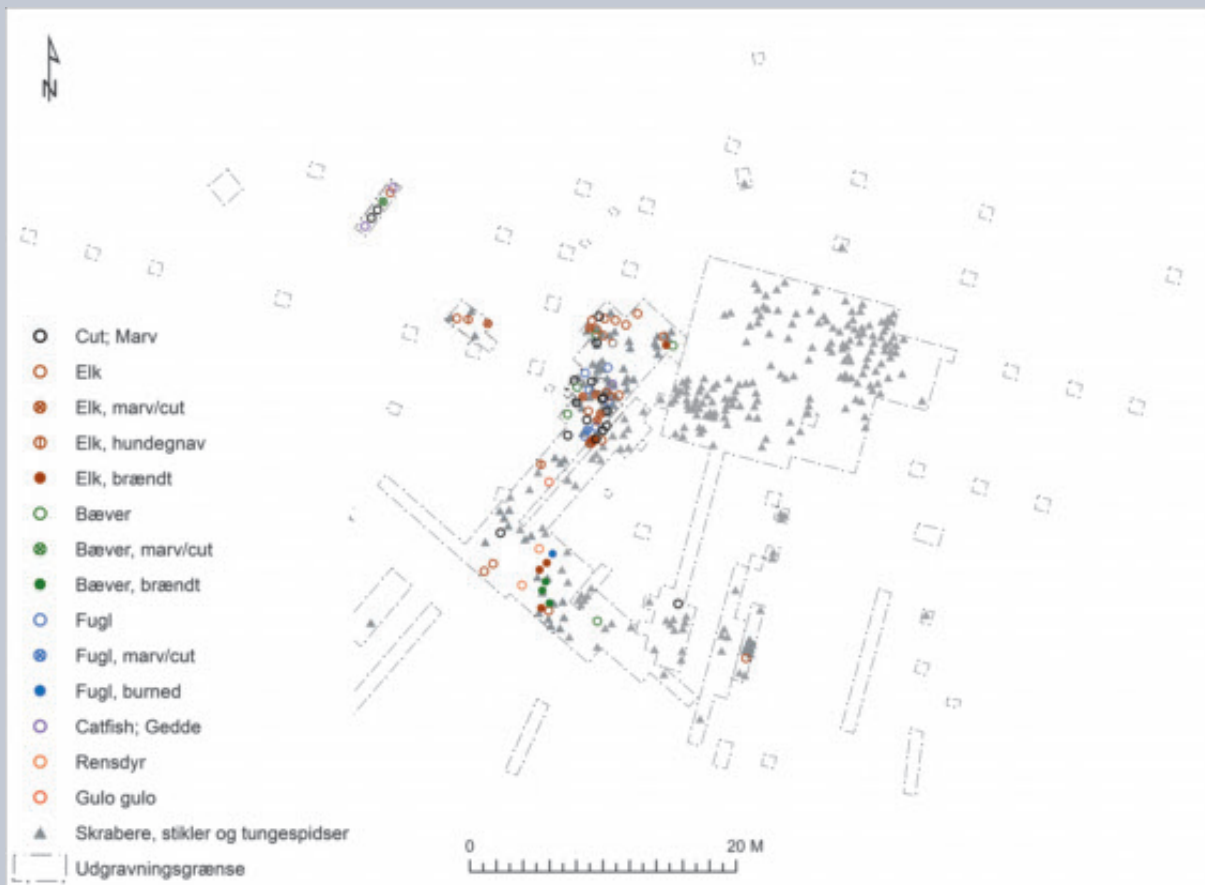 N
Cut; Marv
Elk
Elk, marv/cut
Elk, hundegnav
Elk, brændt
Bæver
Bæver, marv/cut
Bæver, brændt
Fugl
Fugl, marv/cut
Fugl, burned
Catfish; Gedde
Rensdyr
Gulo gulo
Skrabere, stikler og tungespidser
Udgravningsgrænse
0 20 M